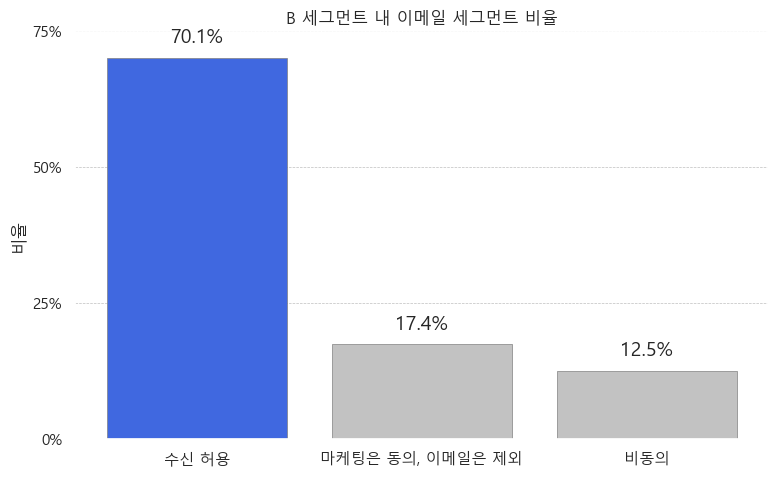 B 세그먼트 내 이메일 세그먼트 비율
75%
70.1%
50%
비율
25%
17.4%
12.5%
0%
수신 허용
마케팅은 동의, 이메일은 제외
비동의